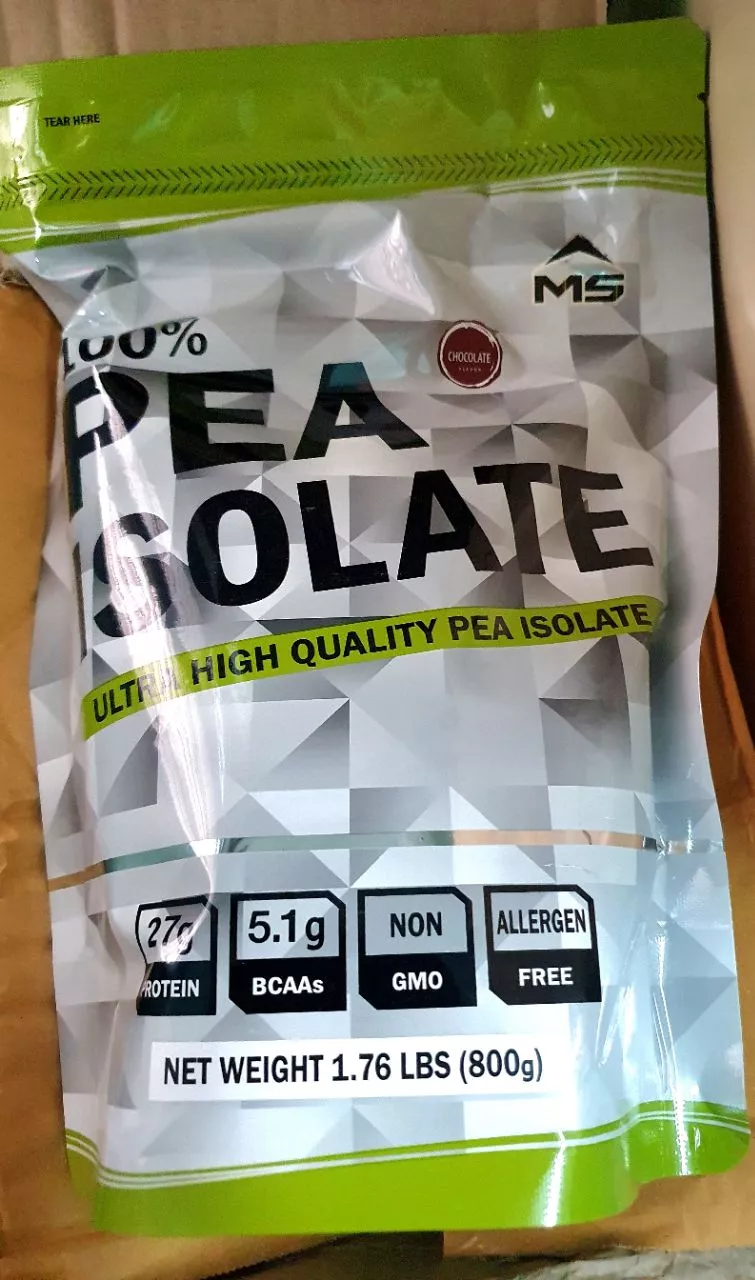 TEAR HERE
MS
100%
CHOCOLATE
FLAVOR
PEA
ISOLATE
ULTRA HIGH QUALITY PEA ISOLATE
27g
PROTEIN
5.1g
BCAAs
NON
GMO
ALLERGEN
FREE
NET WEIGHT 1.76 LBS (800g)